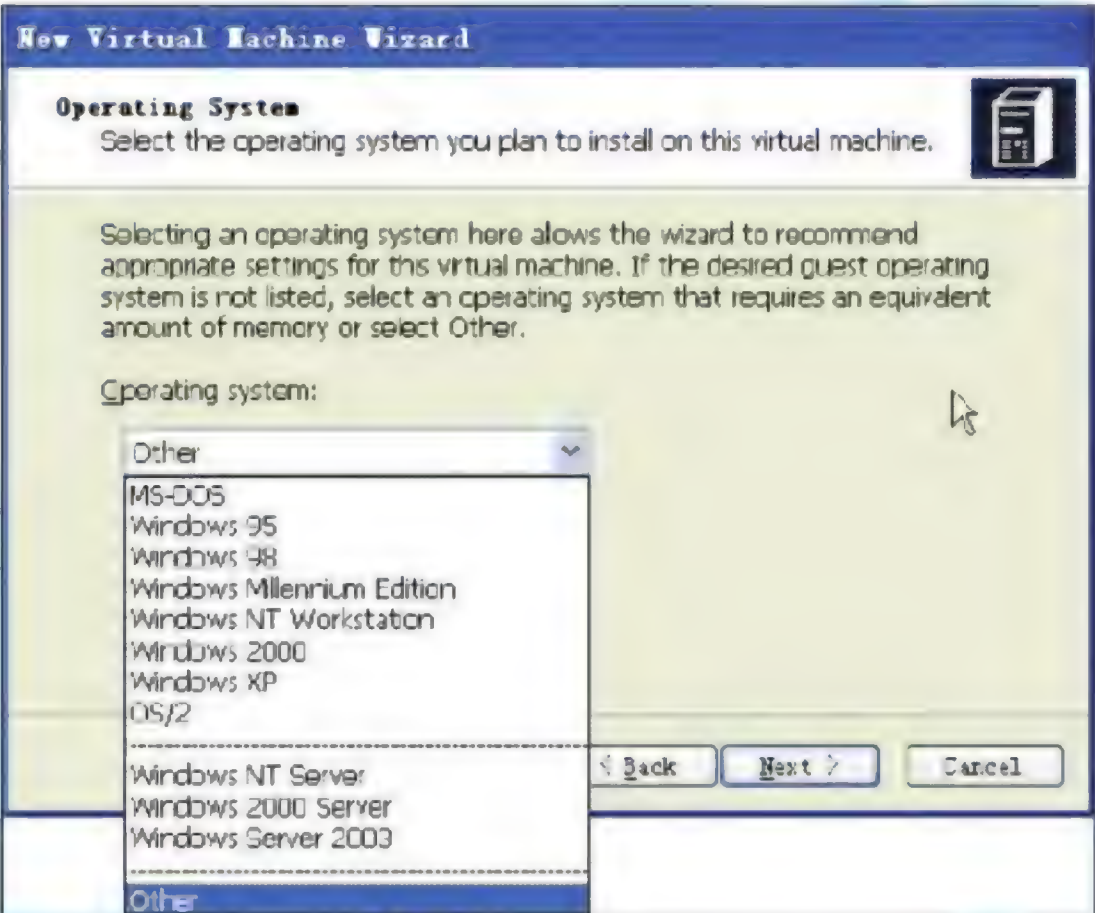 New Virtual Machine Wizard
Operating System
Select the operating system you plan to install on this virtual machine.
Selecting an operating system here alows the wizard to recommend
appropriate settings for this virtual machine. If the desired guest operating
system is not listed, select an operating system that requires an equivalent
amount of memory or select Other.
Operating system:
Other
MS-DOS
Windows 95
Windows 98
Windows Millennium Edition
Windows NT Workstation
Windows 2000
Windows XP
OS/2
Windows NT Server
Windows 2000 Server
Windows Server 2003
Other
< Back
Next >
Cancel